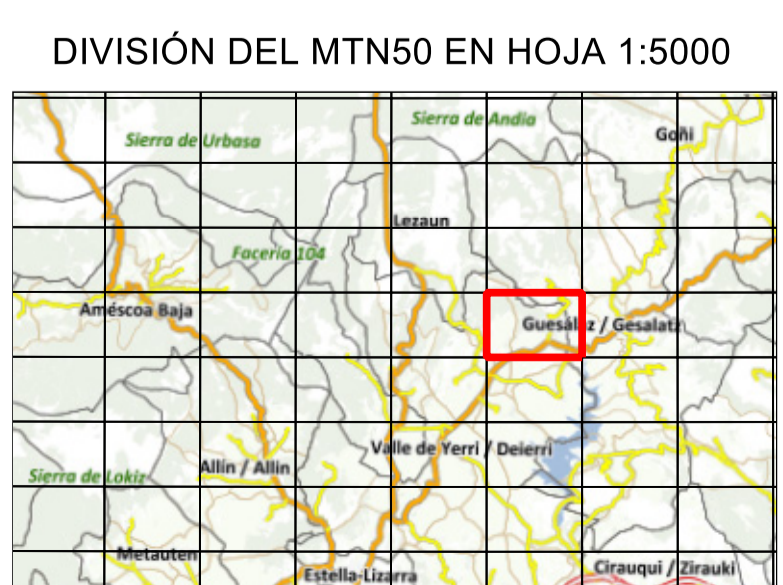 DIVISIÓN DEL MTN50 EN HOJA 1:5000
Sierra de Andia
Sierra de Urbasa
Goñi
Lezaun
Facería 104
Améscoa Baja
Guesálaz / Gesalatz
Valle de Yerri / Deierri
Allín / Allin
Sierra de Lokiz
Metauten
Cirauqui / Zirauki
Estella-Lizarra